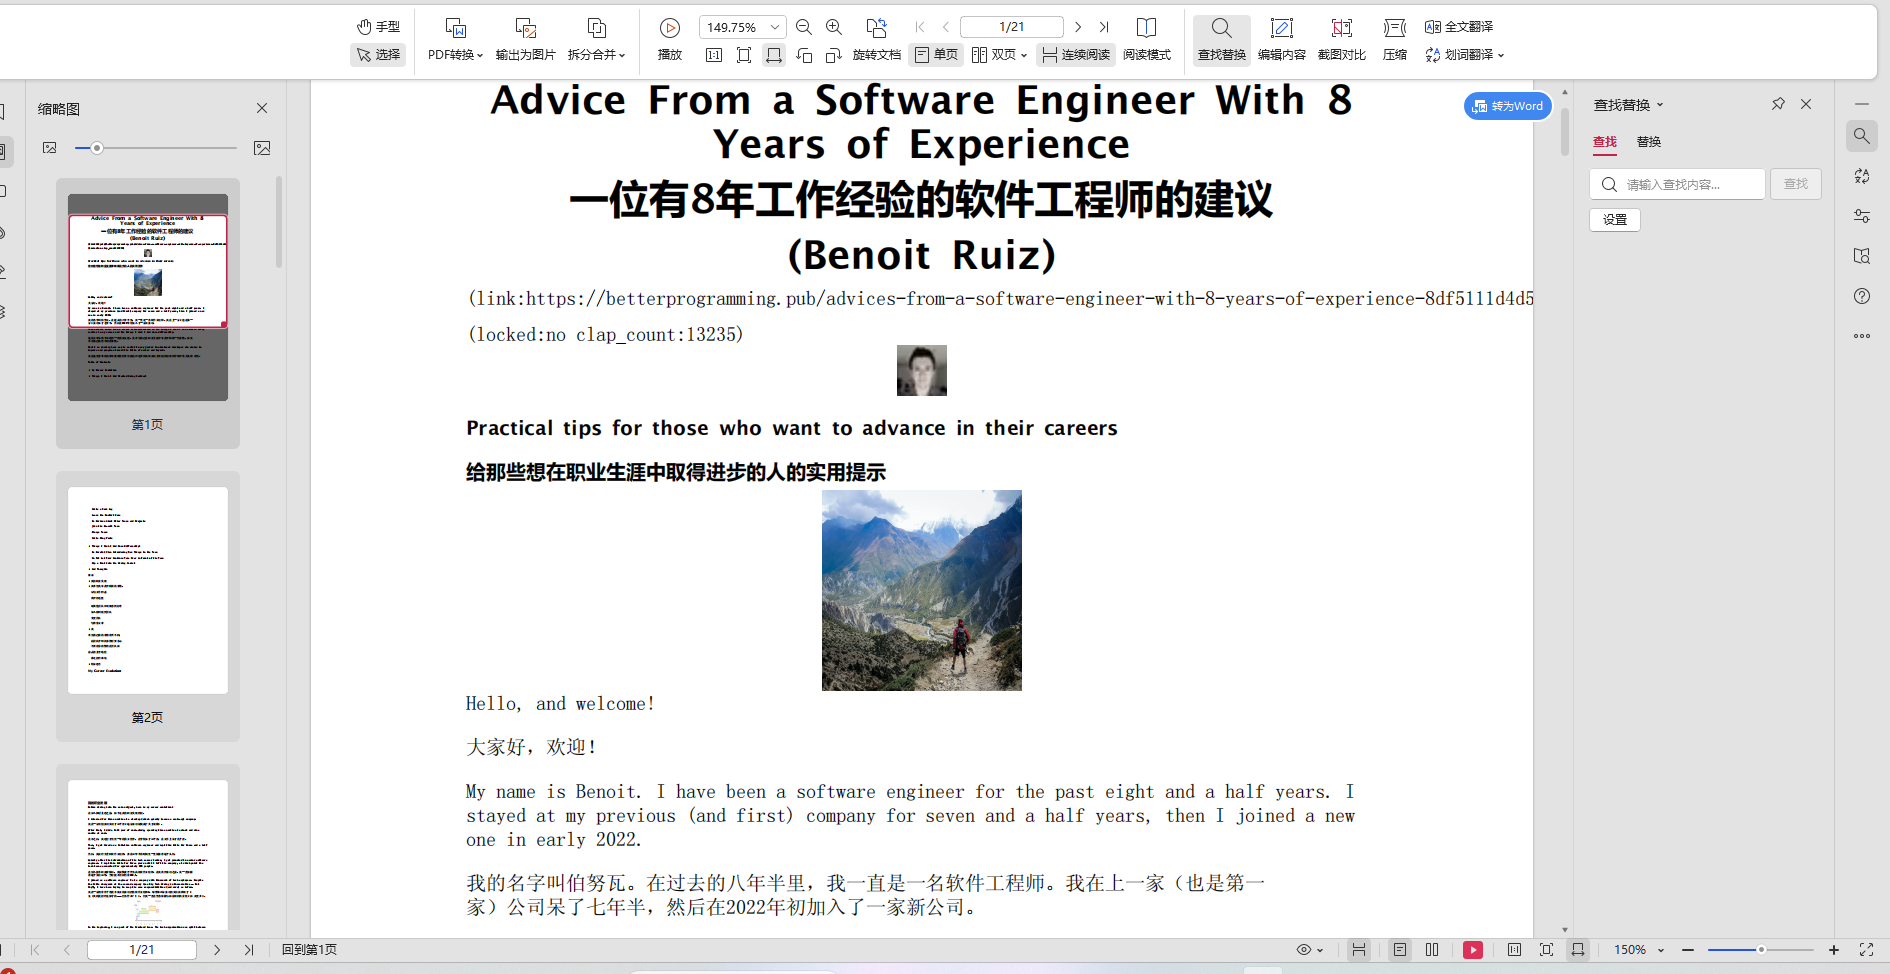 手型
选择
PDF转换
输出为图片
拆分合并
播放
149.75%
1:1
旋转文档
1/21
单页
双页
连续阅读
阅读模式
查找替换
编辑内容
截图对比
压缩
全文翻译
划词翻译
缩略图
第1页
第2页
Advice From a Software Engineer With 8
Years of Experience
一位有8年工作经验的软件工程师的建议
(Benoit Ruiz)
(link:https://betterprogramming.pub/advices-from-a-software-engineer-with-8-years-of-experience-8df5111d4d5
(locked:no clap_count:13235)
Practical tips for those who want to advance in their careers
给那些想在职业生涯中取得进步的人的实用提示
Hello, and welcome!
大家好，欢迎！
My name is Benoit. I have been a software engineer for the past eight and a half years. I
stayed at my previous (and first) company for seven and a half years, then I joined a new
one in early 2022.
我的名字叫伯努瓦。在过去的八年半里，我一直是一名软件工程师。我在上一家（也是第一
家）公司呆了七年半，然后在2022年初加入了一家新公司。
转为Word
查找替换
查找
替换
请输入查找内容...
查找
设置
1/21
回到第1页
150%